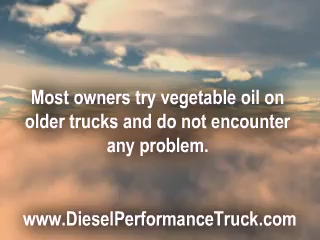 Most owners try vegetable oil on
older trucks and do not encounter
any problem.
www.DieselPerformanceTruck.com